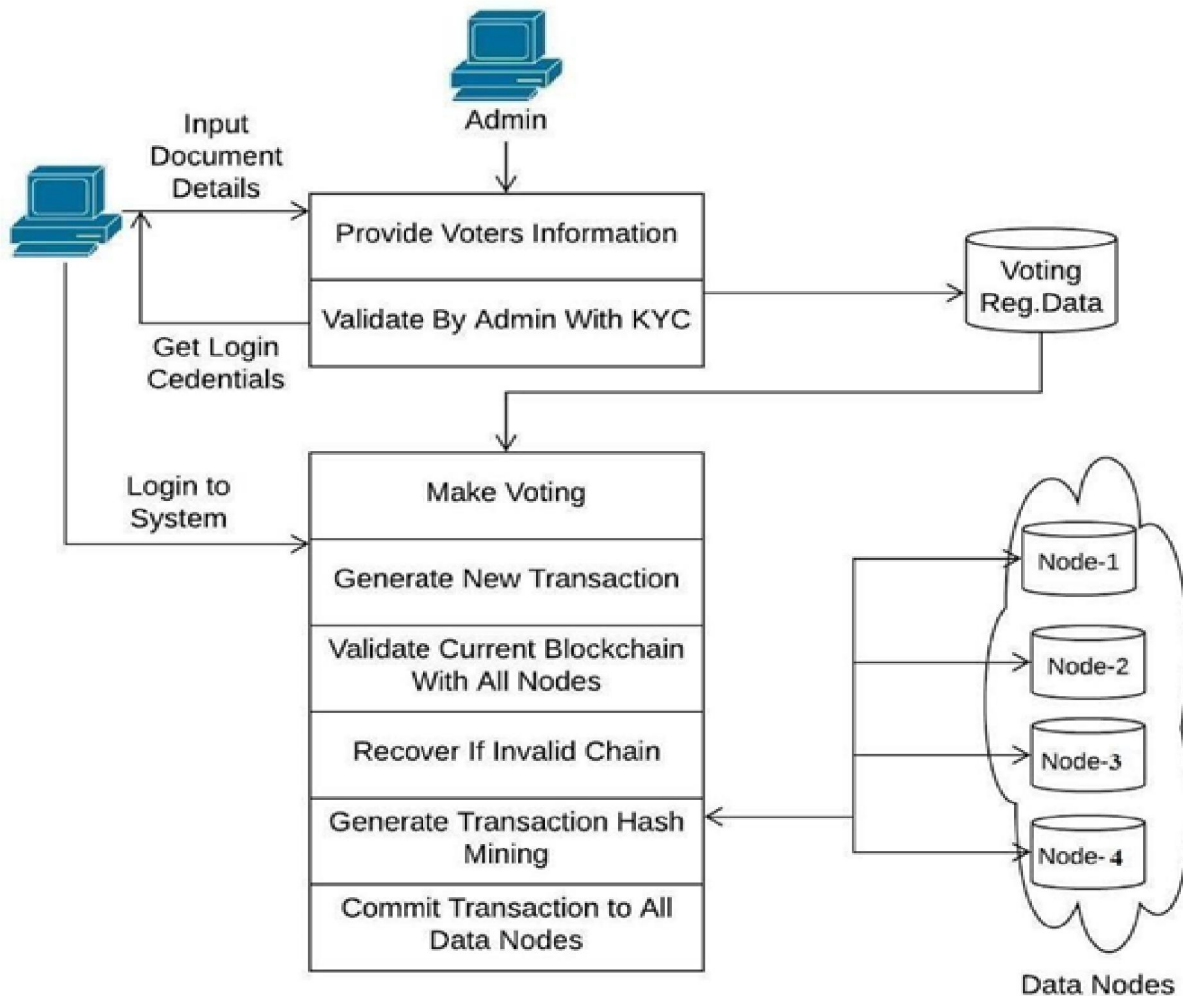 Admin
Input
Document
Details
Provide Voters Information
Validate By Admin With KYC
Get Login
Cedentials
Voting
Reg.Data
Login to
System
Make Voting
Generate New Transaction
Validate Current Blockchain
With All Nodes
Recover If Invalid Chain
Generate Transaction Hash
Mining
Commit Transaction to All
Data Nodes
Node-1
Node-2
Node-3
Node-4
Data Nodes